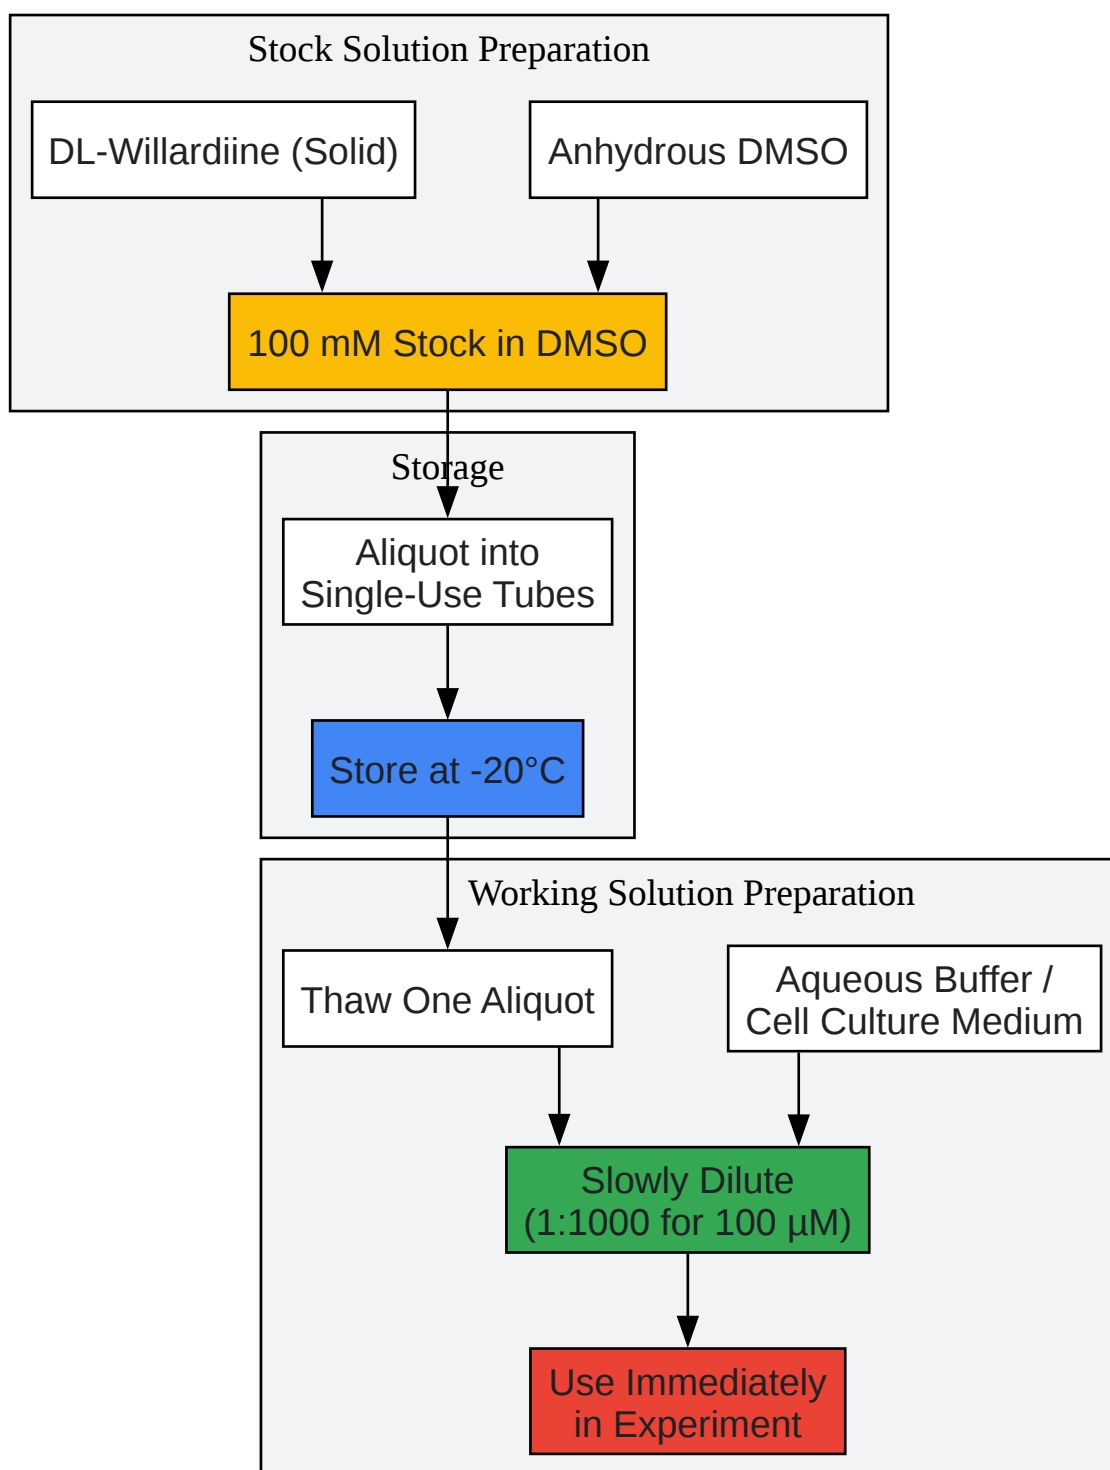 Stock Solution Preparation
DL-Willardiine (Solid)
Anhydrous DMSO
100 mM Stock in DMSO
Storage
Aliquot into
Single-Use Tubes
Store at -20°C
Working Solution Preparation
Thaw One Aliquot
Aqueous Buffer /
Cell Culture Medium
Slowly Dilute
(1:1000 for 100 µM)
Use Immediately
in Experiment